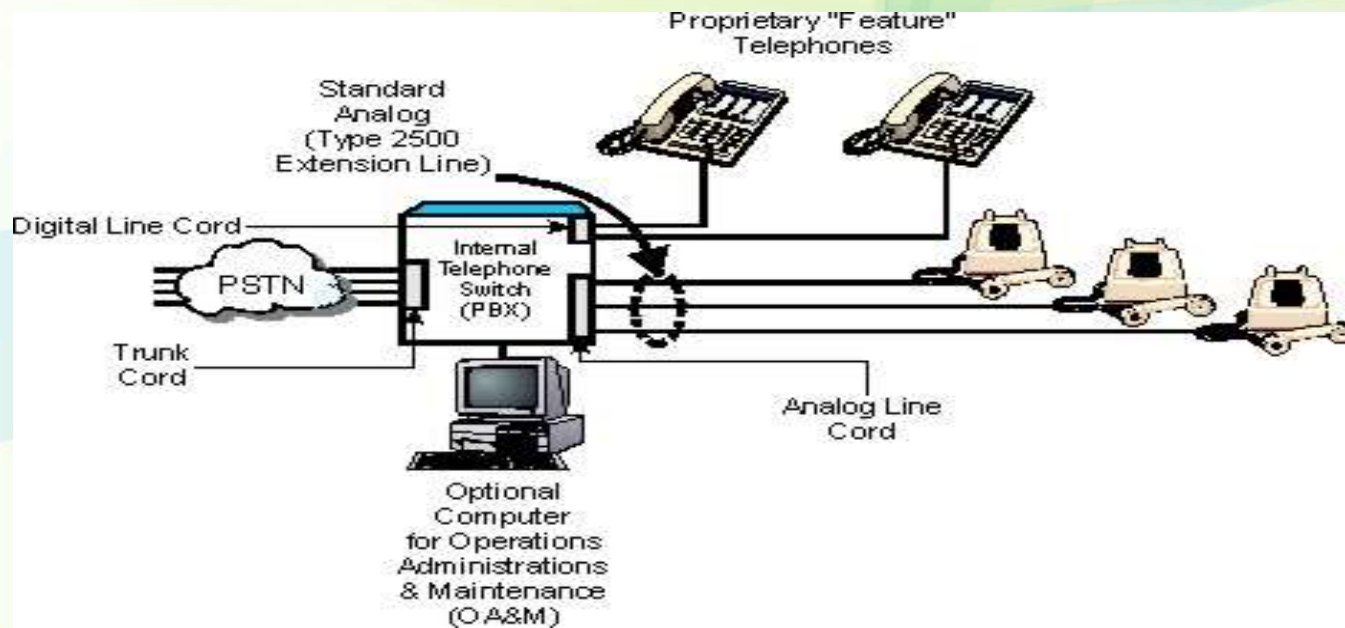 Proprietary "Feature"
Telephones
Standard
Analog
(Type 2500
Extension Line)
Digital Line Cord
Internal
Telephone
Switch
(PBX)
PSTN
Trunk
Cord
Analog Line
Cord
Optional
Computer
for Operations
Administrations
& Maintenance
(OA&M)